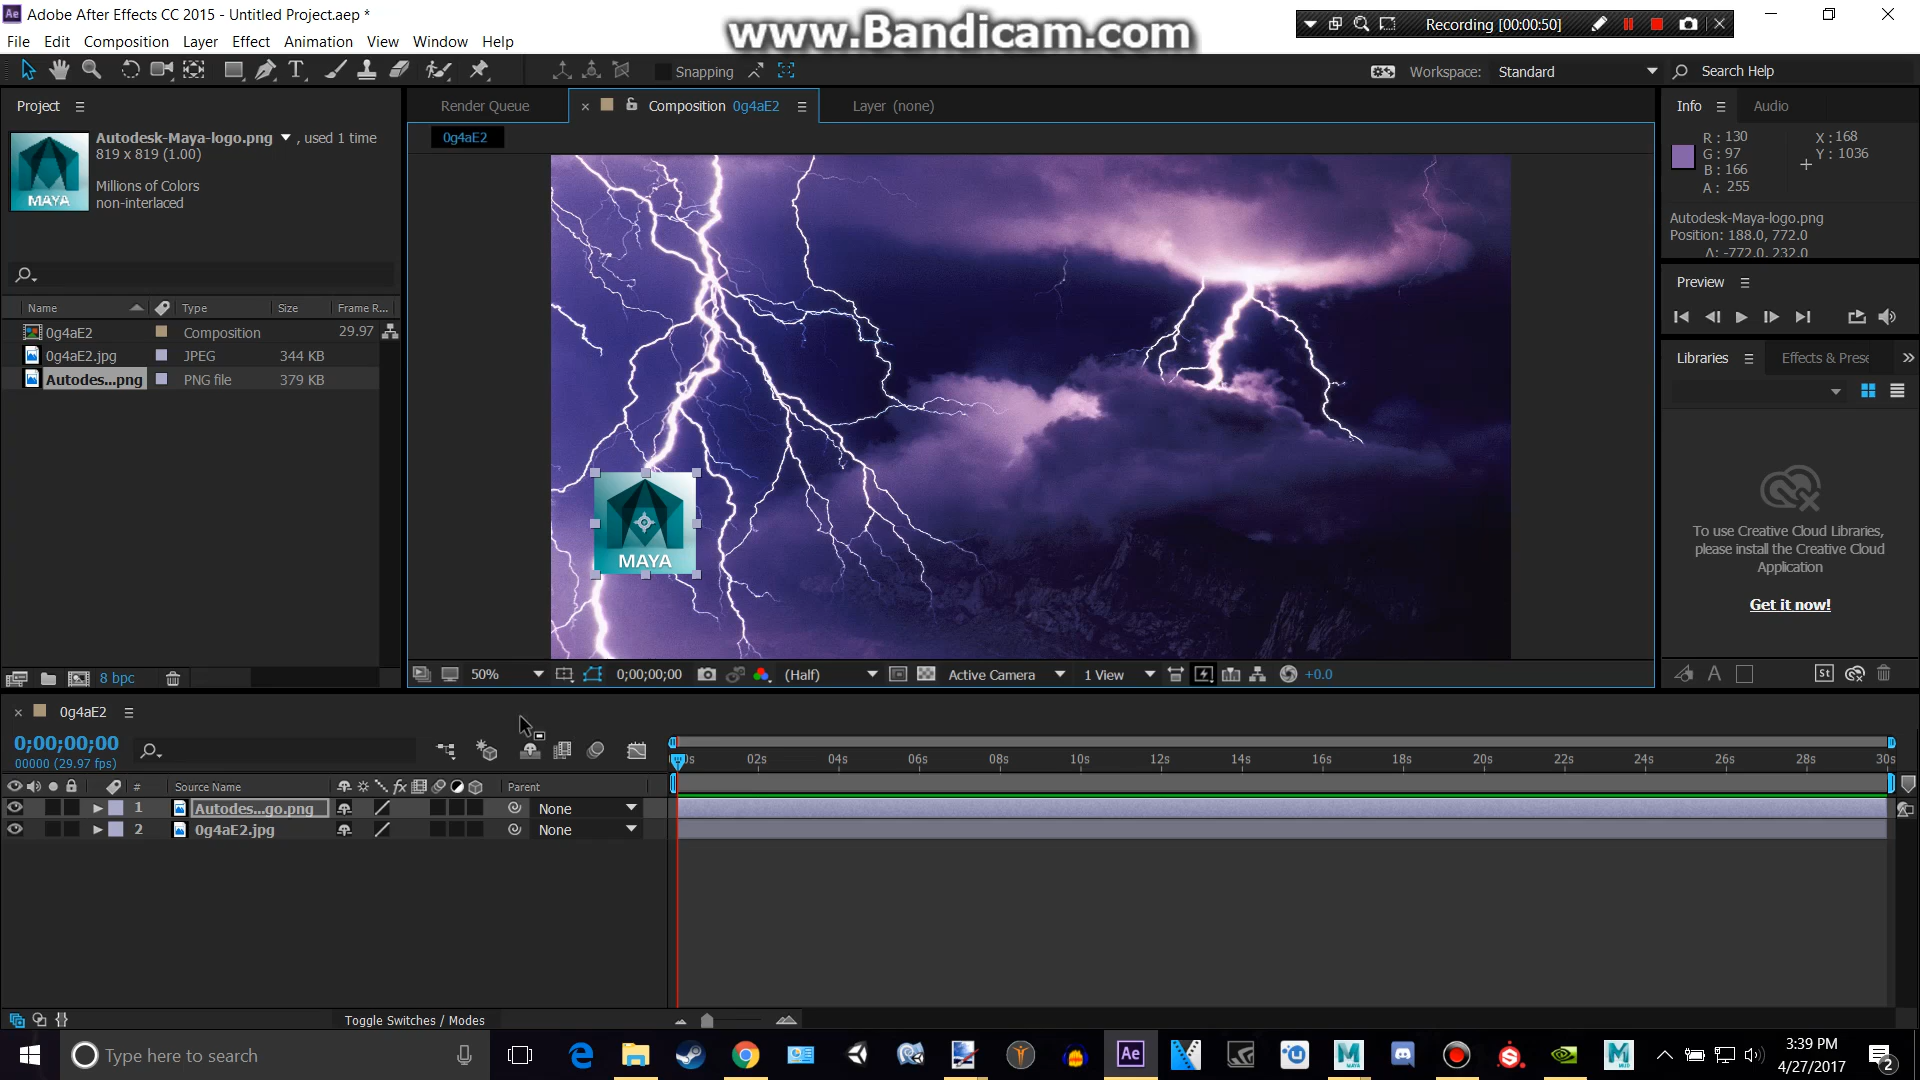 Ae Adobe After Effects CC 2015 - Untitled Project.aep *
www.Bandicam.com
Recording [00:00:50]
File Edit Composition Layer Effect Animation View Window Help
Snapping
Workspace: Standard
Search Help
Project
Render Queue
Composition 0g4aE2
Layer (none)
Info
Audio
Autodesk-Maya-logo.png , used 1 time
819 x 819 (1.00)
Millions of Colors
non-interlaced
MAYA
0g4aE2
R : 130
G : 97
B : 166
A : 255
X : 168
Y : 1036
Autodesk-Maya-logo.png
Position: 188.0, 772.0
Δ: -772.0, 232.0
Preview
Name Type Size Frame R...
0g4aE2 Composition 29.97
0g4aE2.jpg JPEG 344 KB
Autodes...png PNG file 379 KB
Libraries
Effects & Prese
To use Creative Cloud Libraries,
please install the Creative Cloud
Application
Get it now!
MAYA
8 bpc
50% 0;00;00;00 (Half) Active Camera 1 View +0.0
St
0g4aE2
0;00;00;00
00000 (29.97 fps)
02s 04s 06s 08s 10s 12s 14s 16s 18s 20s 22s 24s 26s 28s 30s
# Source Name fx Parent
1 Autodes...go.png None
2 0g4aE2.jpg None
Toggle Switches / Modes
Type here to search
Ae
3:39 PM
4/27/2017
2